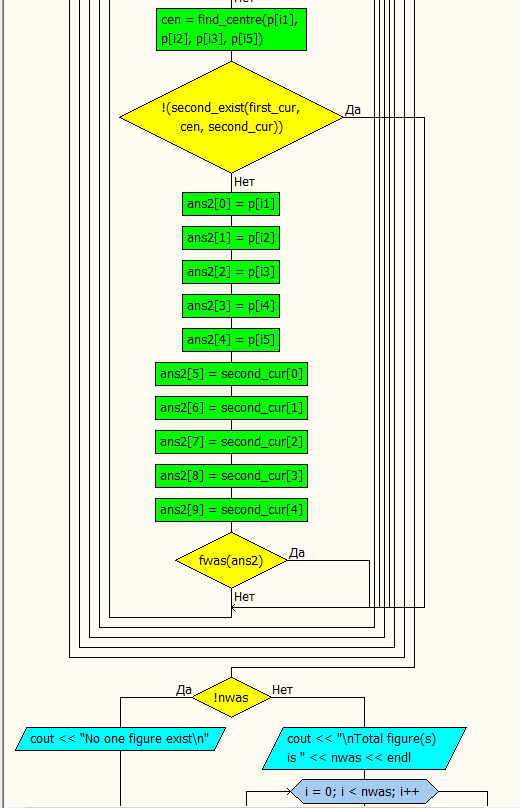 Нет
cen = find_centre(p[i1],
p[i2], p[i3], p[i5])
!(second_exist(first_cur,
cen, second_cur))
Да
Нет
ans2[0] = p[i1]
ans2[1] = p[i2]
ans2[2] = p[i3]
ans2[3] = p[i4]
ans2[4] = p[i5]
ans2[5] = second_cur[0]
ans2[6] = second_cur[1]
ans2[7] = second_cur[2]
ans2[8] = second_cur[3]
ans2[9] = second_cur[4]
fwas(ans2)
Да
Нет
Да
!nwas
Нет
cout << "No one figure exist\n"
cout << "\nTotal figure(s)
is " << nwas << endl
i = 0; i < nwas; i++